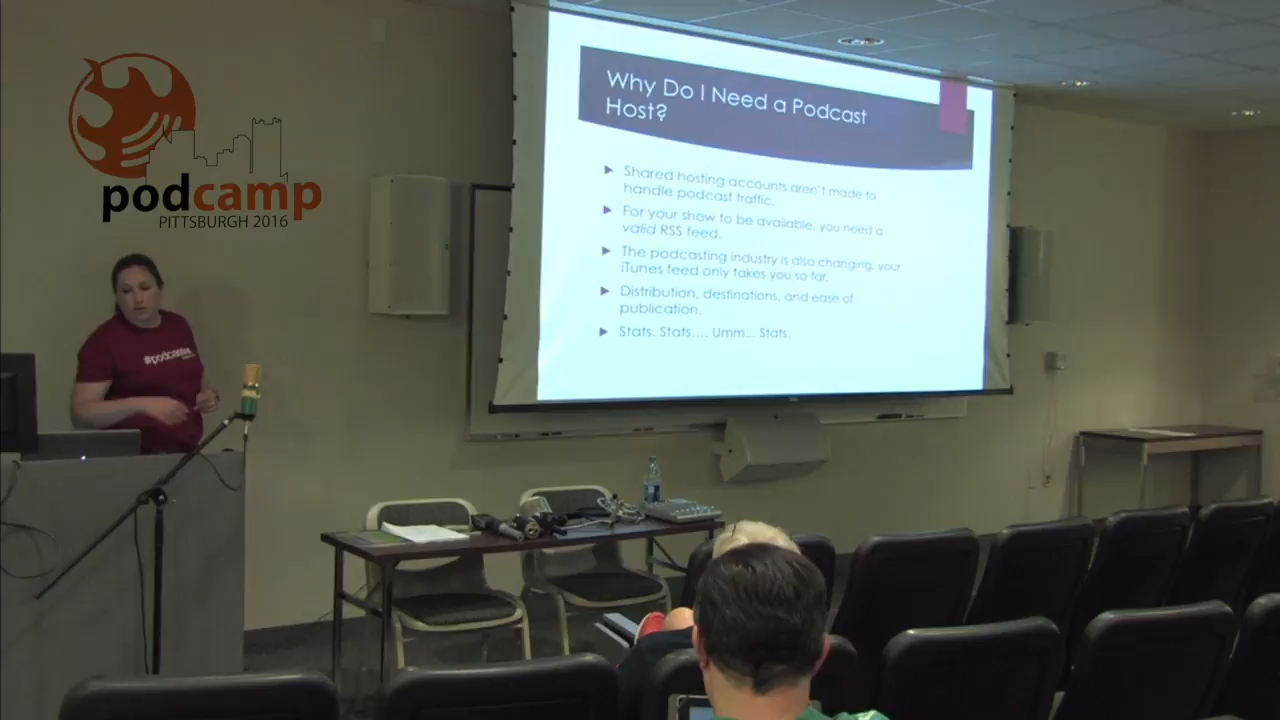 podcamp
PITTSBURGH 2016
#podcasters
Why Do I Need a Podcast
Host?
Shared hosting accounts aren't made to
handle podcast traffic.
For your show to be available, you need a
valid RSS feed.
The podcasting industry is also changing, your
iTunes feed only takes you so far.
Distribution, destinations, and ease of
publication.
Stats. Stats.... Umm... Stats.